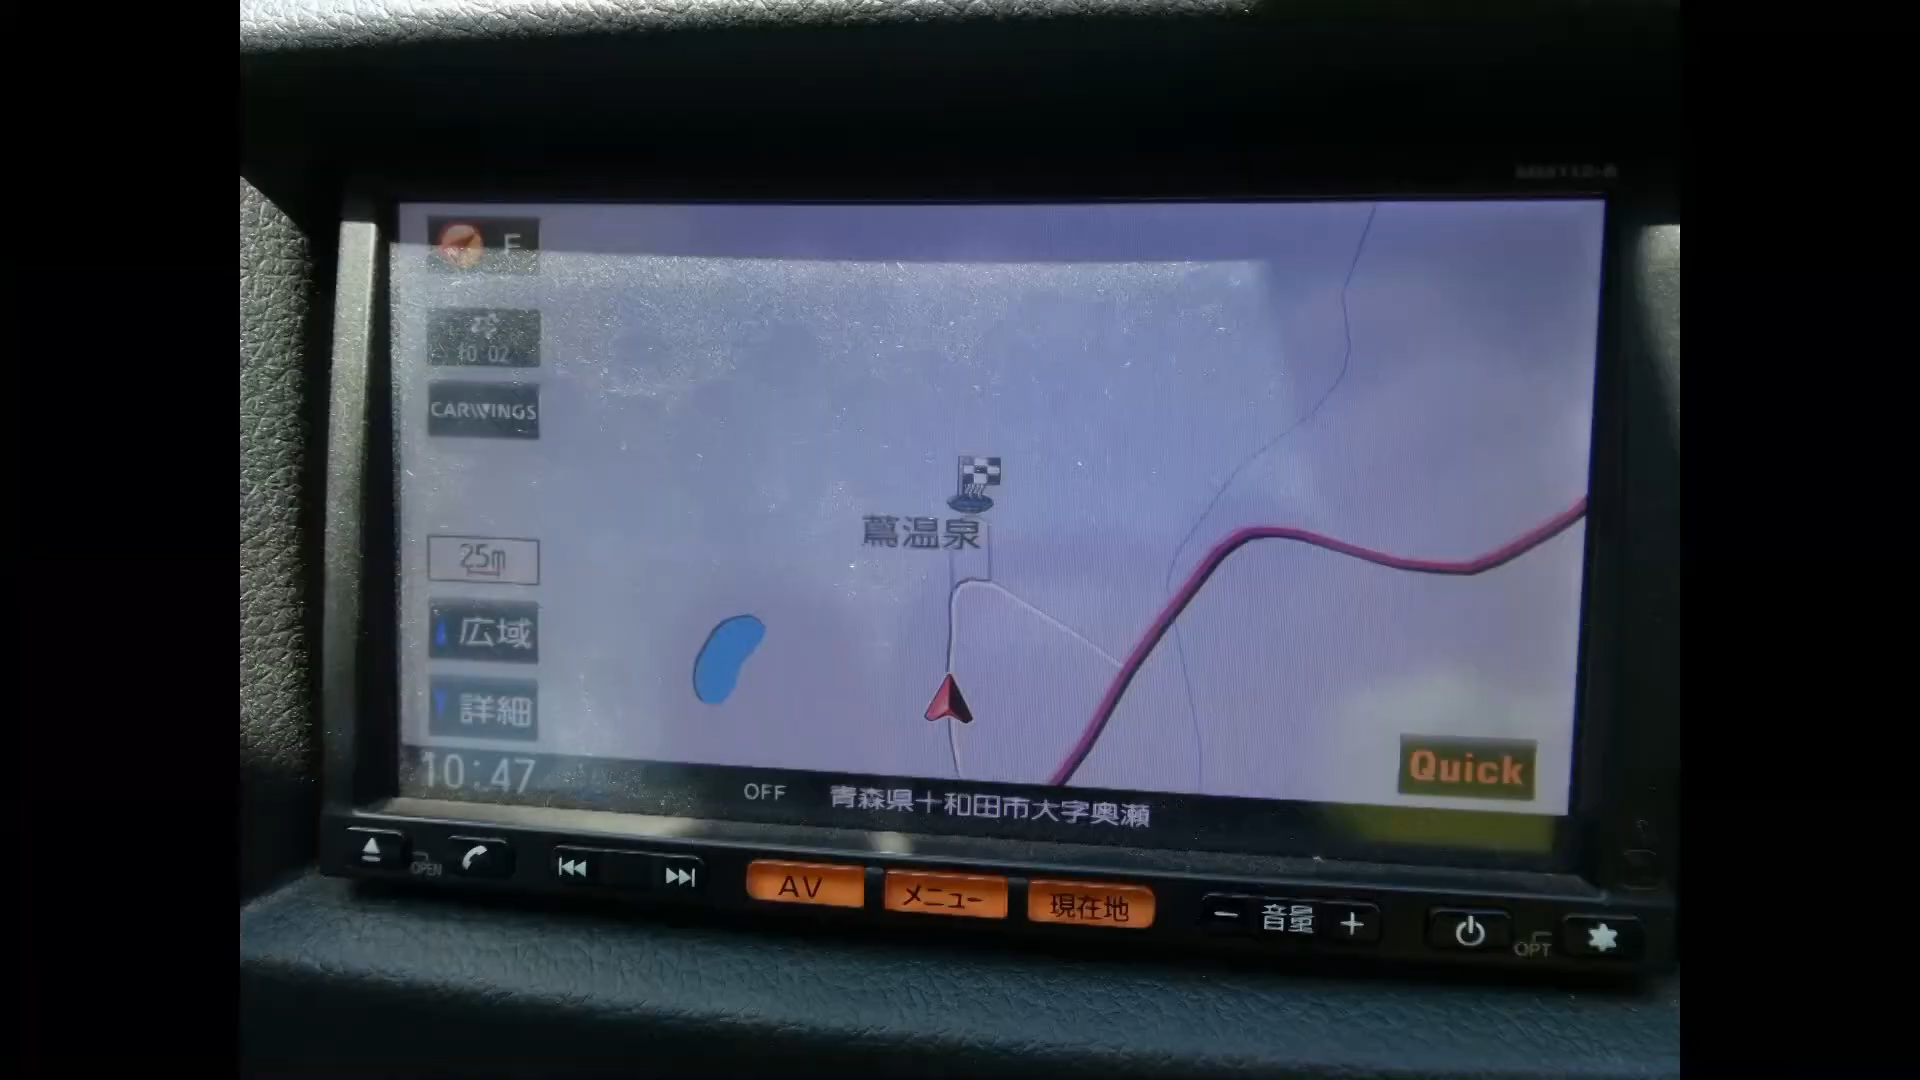 10:02
CARWINGS
蔦温泉
25m
広域
詳細
Quick
10:47
OFF
青森県十和田市大字奥瀬
OPEN
AV
メニュー
現在地
− 音量 +
OPT